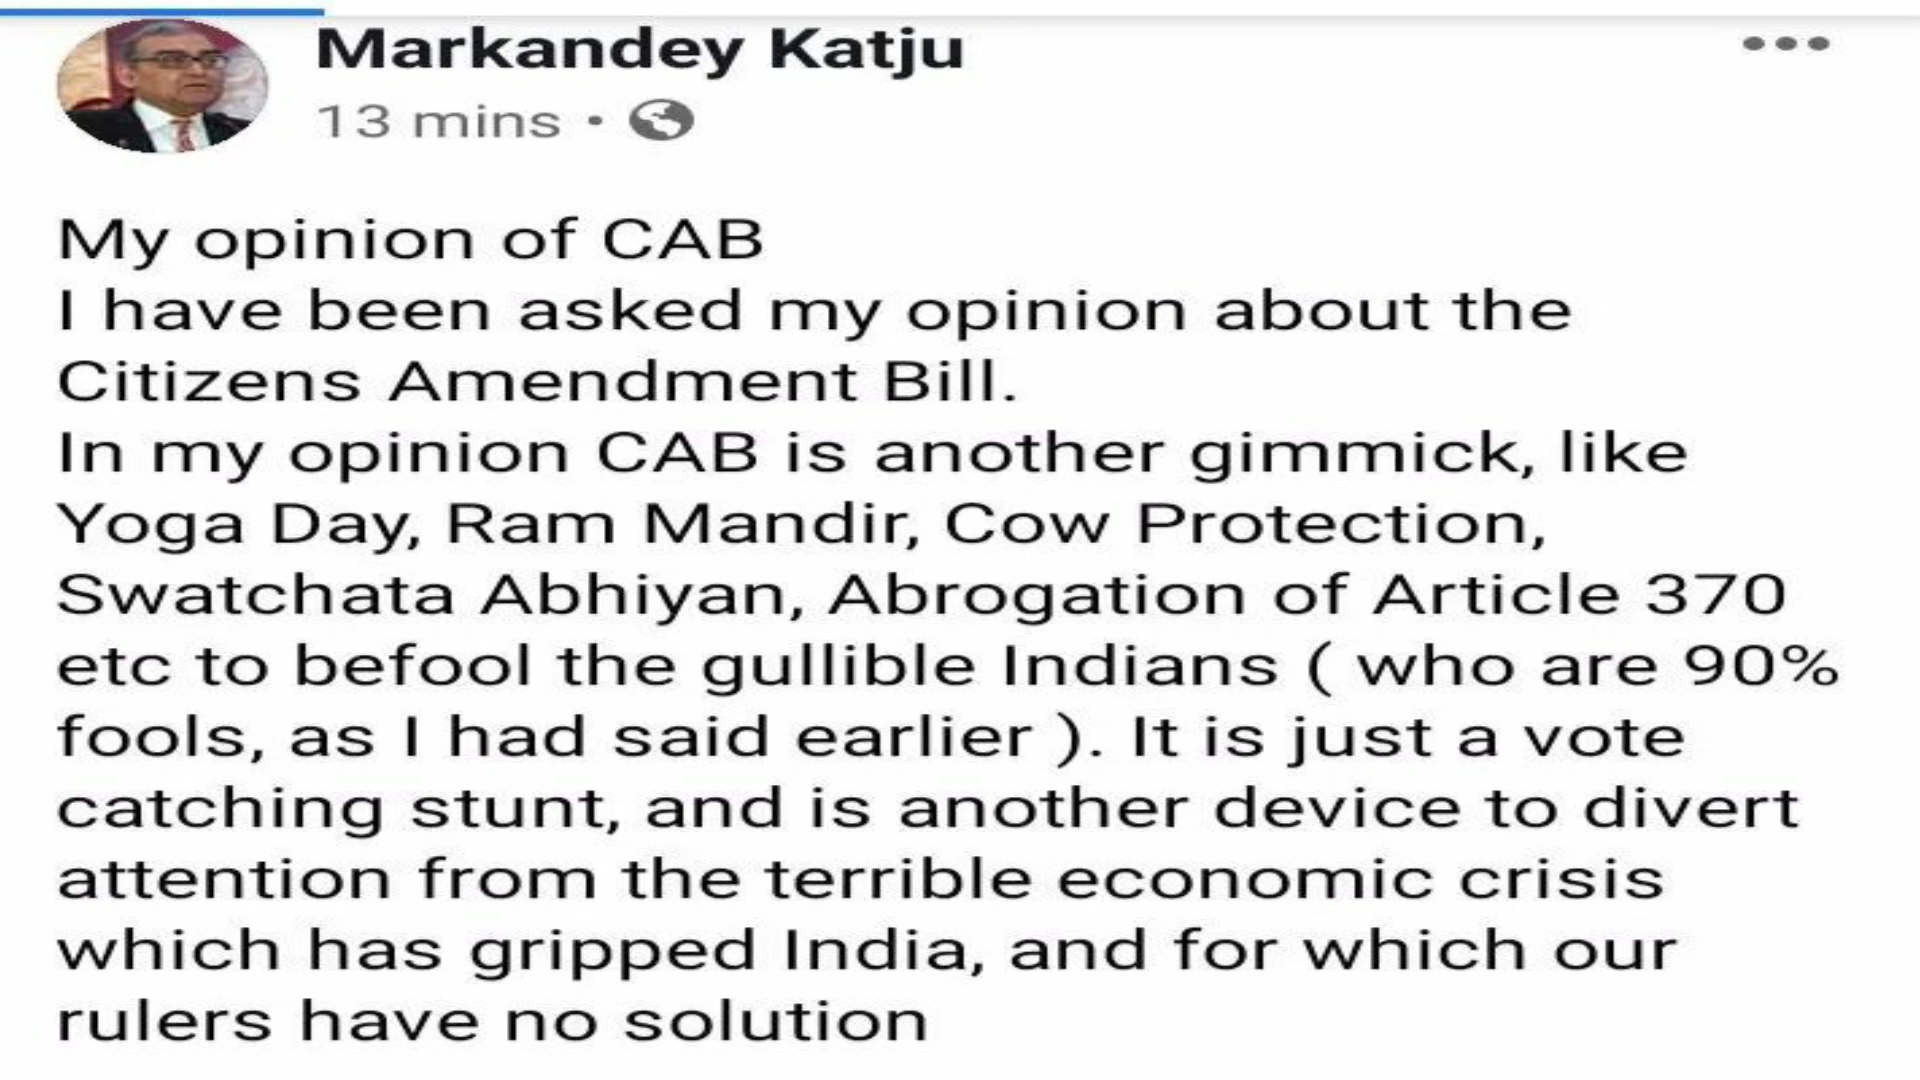 Markandey Katju
13 mins •
My opinion of CAB
I have been asked my opinion about the
Citizens Amendment Bill.
In my opinion CAB is another gimmick, like
Yoga Day, Ram Mandir, Cow Protection,
Swatchata Abhiyan, Abrogation of Article 370
etc to befool the gullible Indians ( who are 90%
fools, as I had said earlier ). It is just a vote
catching stunt, and is another device to divert
attention from the terrible economic crisis
which has gripped India, and for which our
rulers have no solution